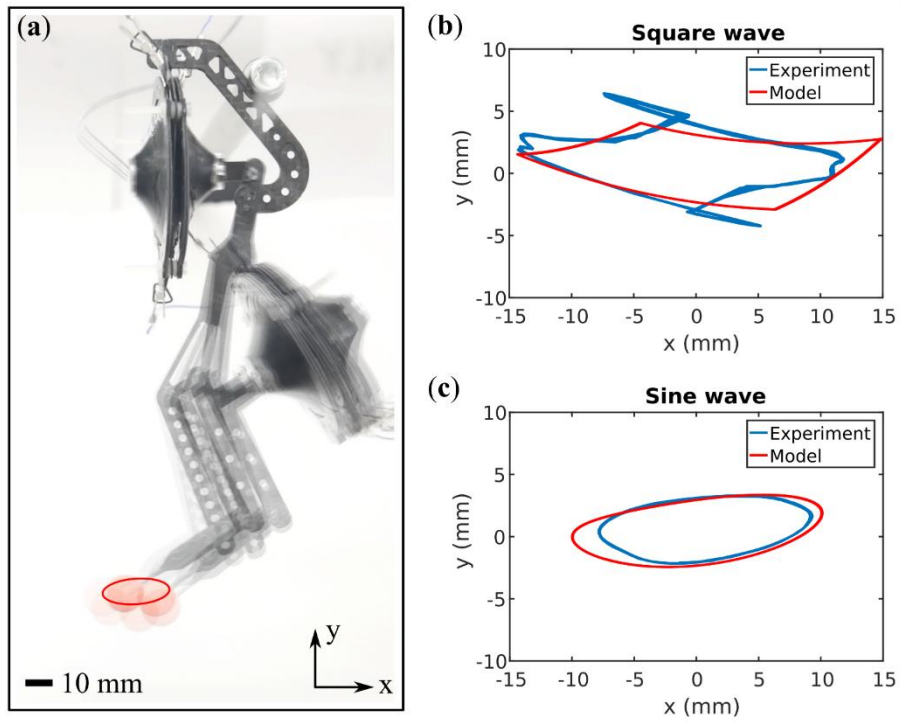 (a)
y
x
10 mm
(b)
Square wave
10
5
0
-5
-10
y (mm)
Experiment
Model
-15 -10 -5 0 5 10 15
x (mm)
(c)
Sine wave
10
5
0
-5
-10
y (mm)
Experiment
Model
-15 -10 -5 0 5 10 15
x (mm)